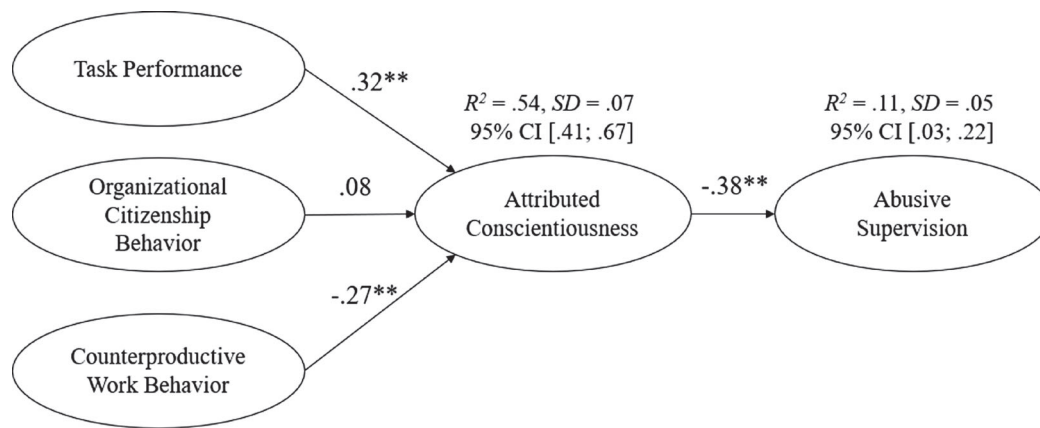 Task Performance
.32**
R² = .54, SD = .07
95% CI [.41; .67]
R² = .11, SD = .05
95% CI [.03; .22]
Organizational
Citizenship
Behavior
.08
Attributed
Conscientiousness
-.38**
Abusive
Supervision
-.27**
Counterproductive
Work Behavior